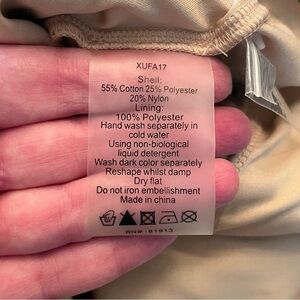 XUFA17
Shell:
55% Cotton 25% Polyester
20% Nylon
Lining:
100% Polyester
Hand wash separately in
cold water
Using non-biological
liquid detergent
Wash dark color separately
Reshape whilst damp
Dry flat
Do not iron embellishment
Made in china
RN# : 81913